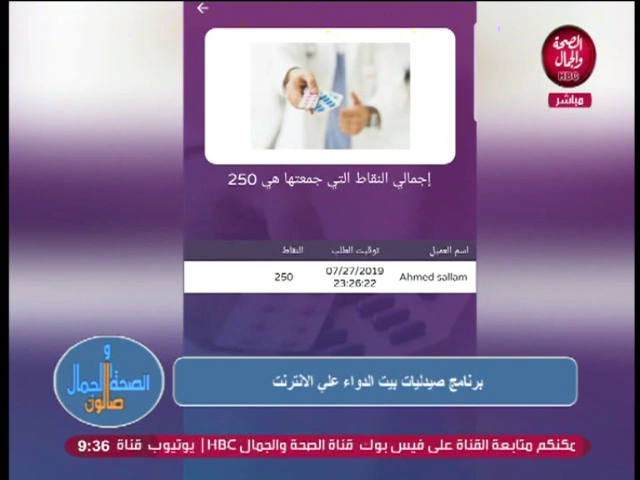 الصحة
والجمال
HBC
مباشر
إجمالي النقاط التي جمعتها هي 250
اسم العميل توقيت الطلب النقاط
Ahmed sallam 07/27/2019 250
23:26:22
و
الصحة الجمال
صالون
برنامج صيدليات بيت الدواء علي الانترنت
مكنكم متابعة القناة على فيس بوك قناة الصحة والجمال HBC | يوتيوب قناة 9:36